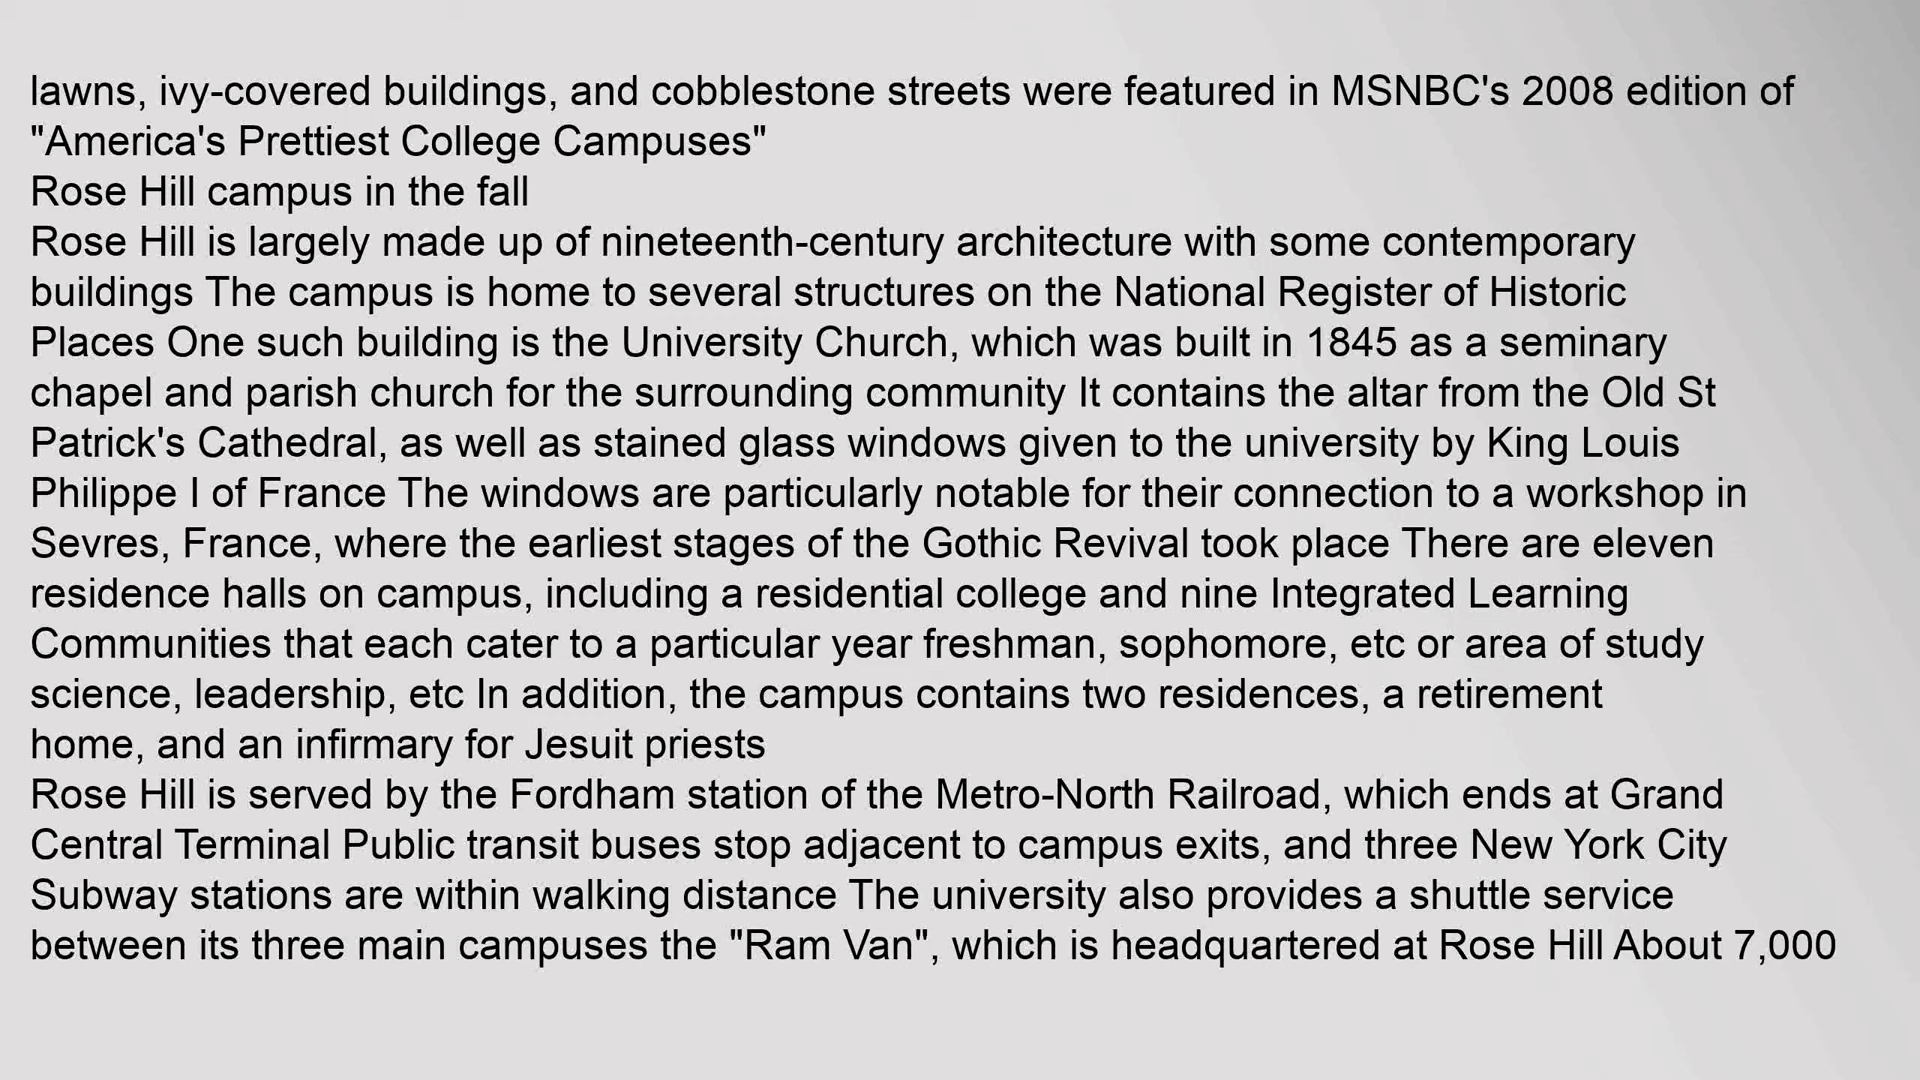 lawns, ivy-covered buildings, and cobblestone streets were featured in MSNBC's 2008 edition of
"America's Prettiest College Campuses"
Rose Hill campus in the fall
Rose Hill is largely made up of nineteenth-century architecture with some contemporary
buildings The campus is home to several structures on the National Register of Historic
Places One such building is the University Church, which was built in 1845 as a seminary
chapel and parish church for the surrounding community It contains the altar from the Old St
Patrick's Cathedral, as well as stained glass windows given to the university by King Louis
Philippe I of France The windows are particularly notable for their connection to a workshop in
Sevres, France, where the earliest stages of the Gothic Revival took place There are eleven
residence halls on campus, including a residential college and nine Integrated Learning
Communities that each cater to a particular year freshman, sophomore, etc or area of study
science, leadership, etc In addition, the campus contains two residences, a retirement
home, and an infirmary for Jesuit priests
Rose Hill is served by the Fordham station of the Metro-North Railroad, which ends at Grand
Central Terminal Public transit buses stop adjacent to campus exits, and three New York City
Subway stations are within walking distance The university also provides a shuttle service
between its three main campuses the "Ram Van", which is headquartered at Rose Hill About 7,000